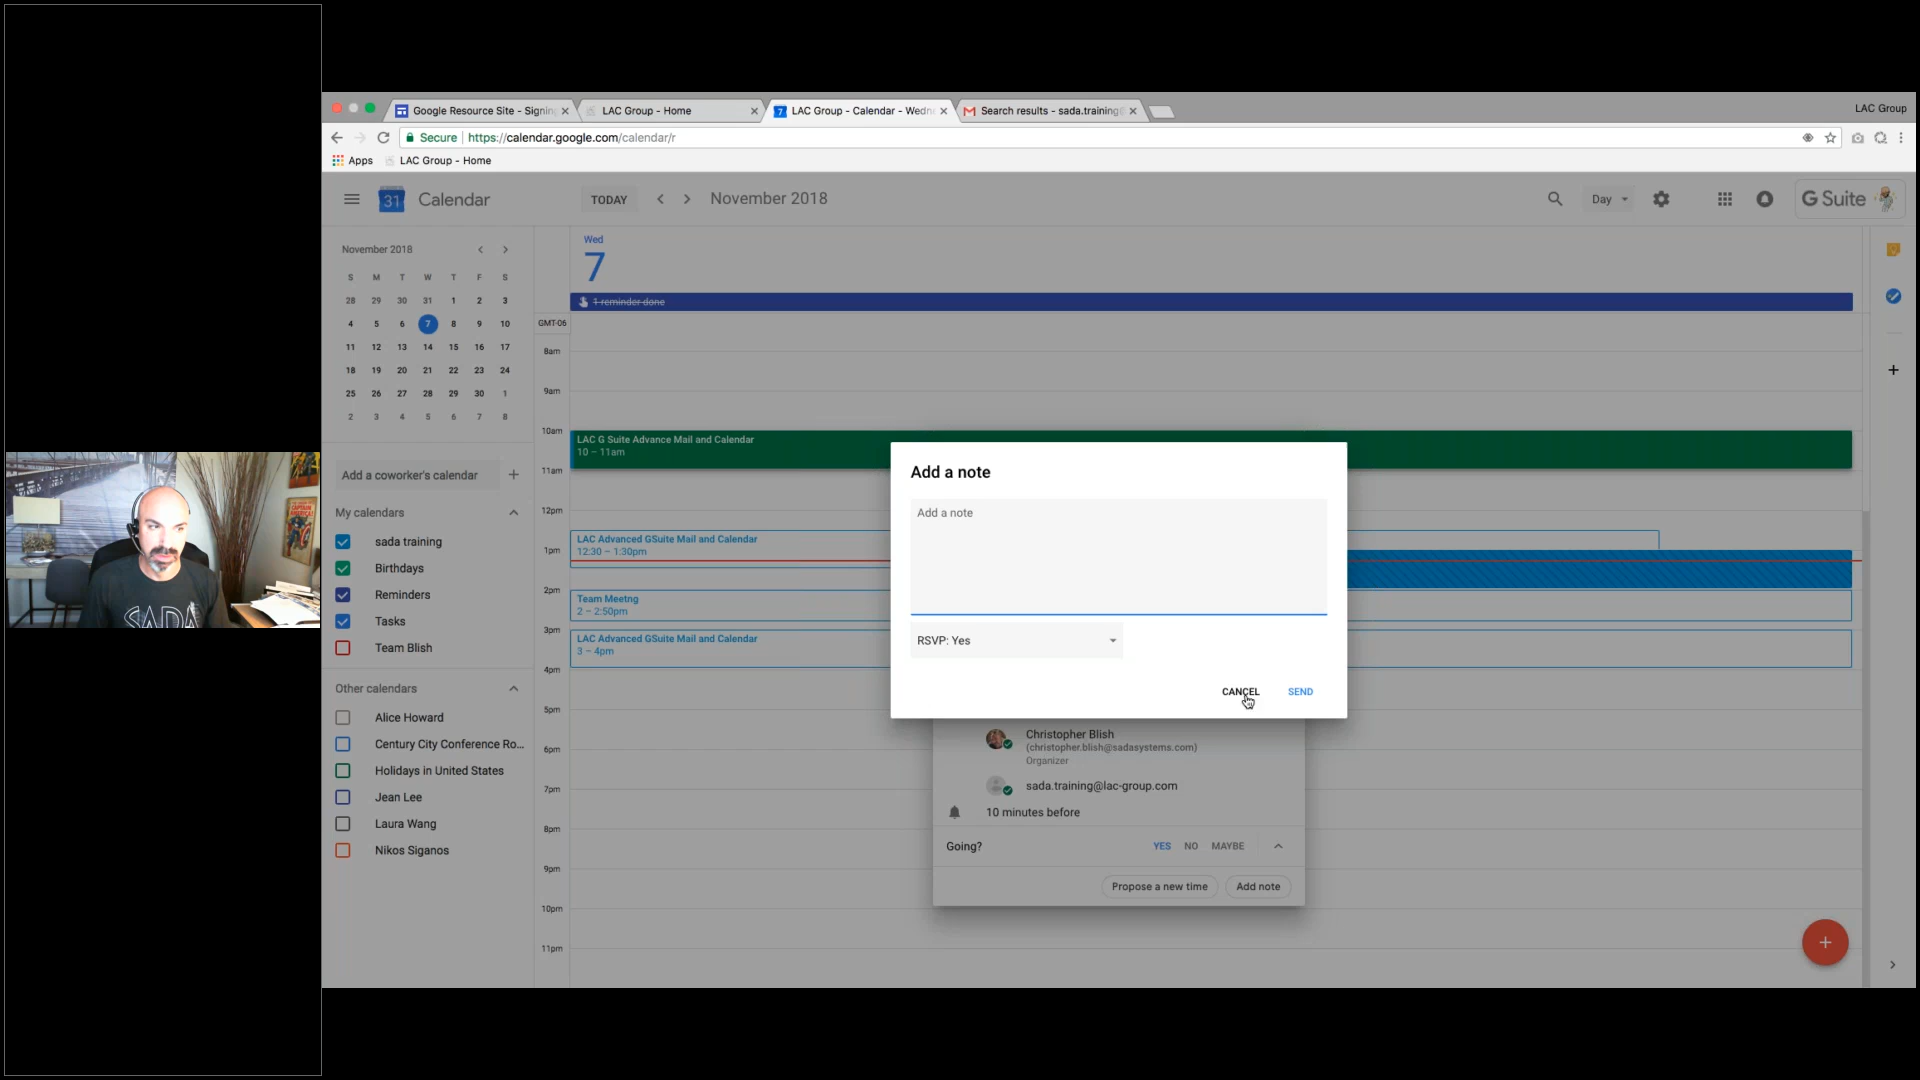 Google Resource Site - Signin
LAC Group - Home
LAC Group - Calendar - Wedn
Search results - sada.training@
LAC Group
Secure
https://calendar.google.com/calendar/r
Apps
LAC Group - Home
31
Calendar
TODAY
November 2018
Day
G Suite
November 2018
S M T W T F S
28 29 30 31 1 2 3
4 5 6 7 8 9 10
11 12 13 14 15 16 17
18 19 20 21 22 23 24
25 26 27 28 29 30 1
2 3 4 5 6 7 8
Add a coworker's calendar
My calendars
sada training
Birthdays
Reminders
Tasks
Team Blish
Other calendars
Alice Howard
Century City Conference Ro...
Holidays in United States
Jean Lee
Laura Wang
Nikos Siganos
Wed
7
1 reminder done
GMT-06
8am
9am
10am
11am
12pm
1pm
2pm
3pm
4pm
5pm
6pm
7pm
8pm
9pm
10pm
11pm
LAC G Suite Advance Mail and Calendar
10 – 11am
LAC Advanced GSuite Mail and Calendar
12:30 – 1:30pm
Team Meetng
2 – 2:50pm
LAC Advanced GSuite Mail and Calendar
3 – 4pm
Add a note
Add a note
RSVP: Yes
CANCEL
SEND
Christopher Blish
(christopher.blish@sadasystems.com)
Organizer
sada.training@lac-group.com
10 minutes before
Going?
YES NO MAYBE
Propose a new time
Add note
SADA